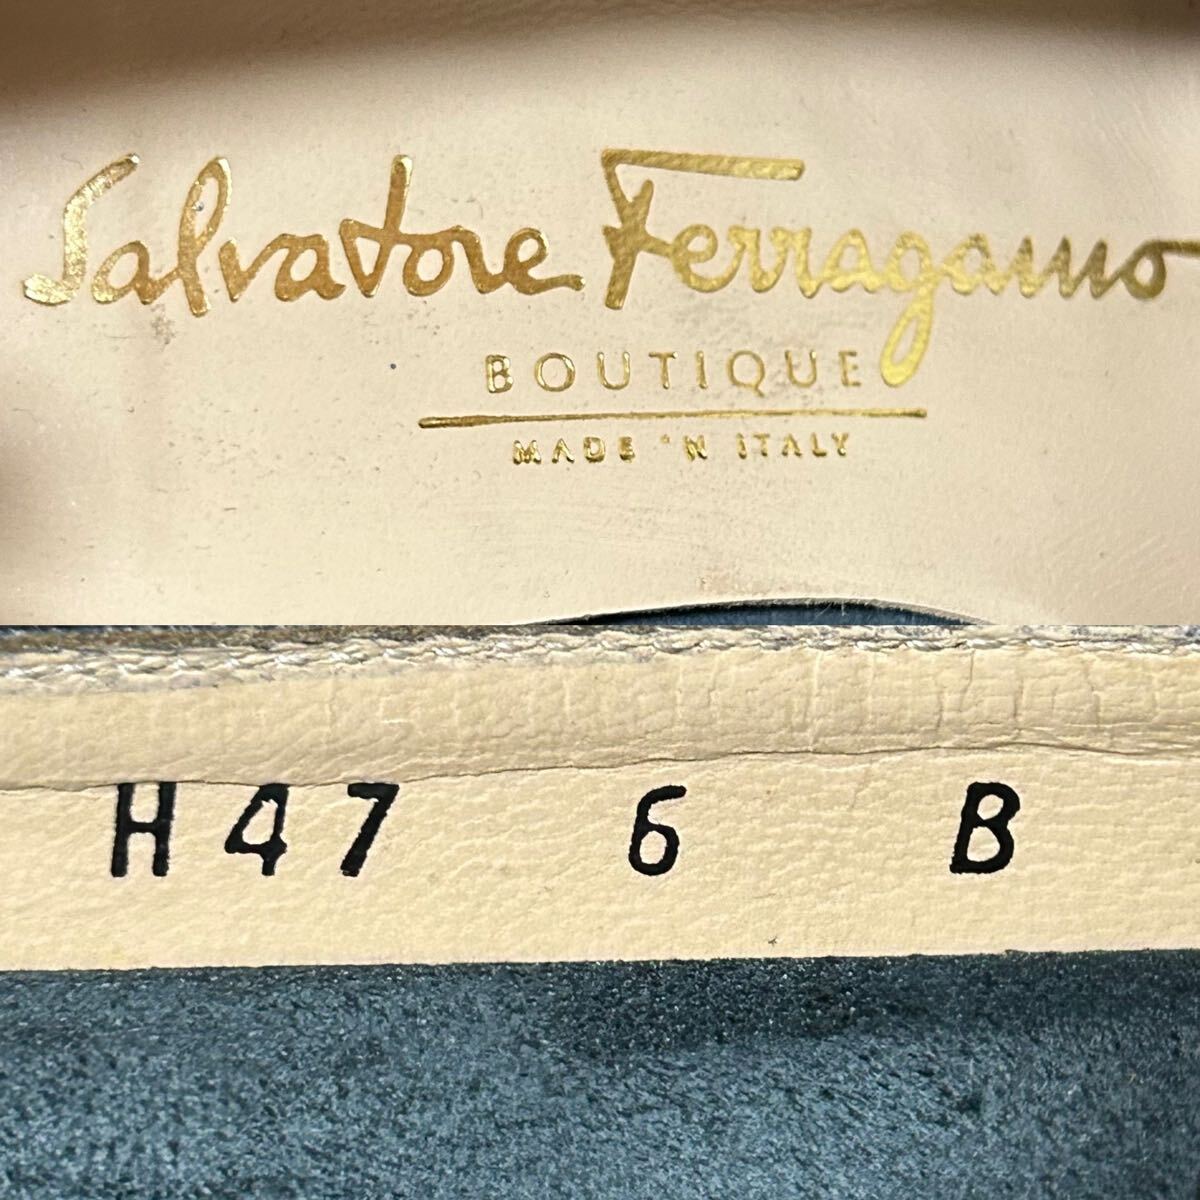 Salvatore Ferragamo
BOUTIQUE
MADE IN ITALY
H47 6 B